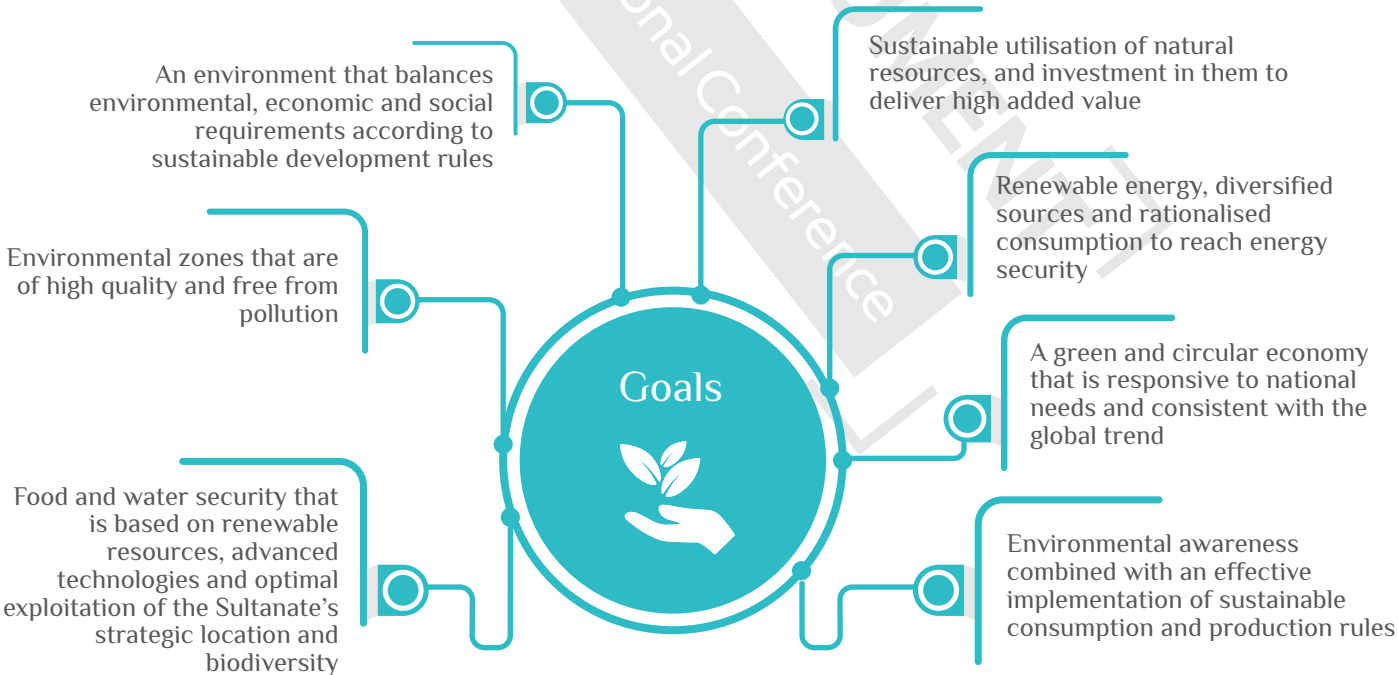 An environment that balances
environmental, economic and social
requirements according to
sustainable development rules
Environmental zones that are
of high quality and free from
pollution
Food and water security that
is based on renewable
resources, advanced
technologies and optimal
exploitation of the Sultanate’s
strategic location and
biodiversity
Goals
Sustainable utilisation of natural
resources, and investment in them to
deliver high added value
Renewable energy, diversified
sources and rationalised
consumption to reach energy
security
A green and circular economy
that is responsive to national
needs and consistent with the
global trend
Environmental awareness
combined with an effective
implementation of sustainable
consumption and production rules
Conference